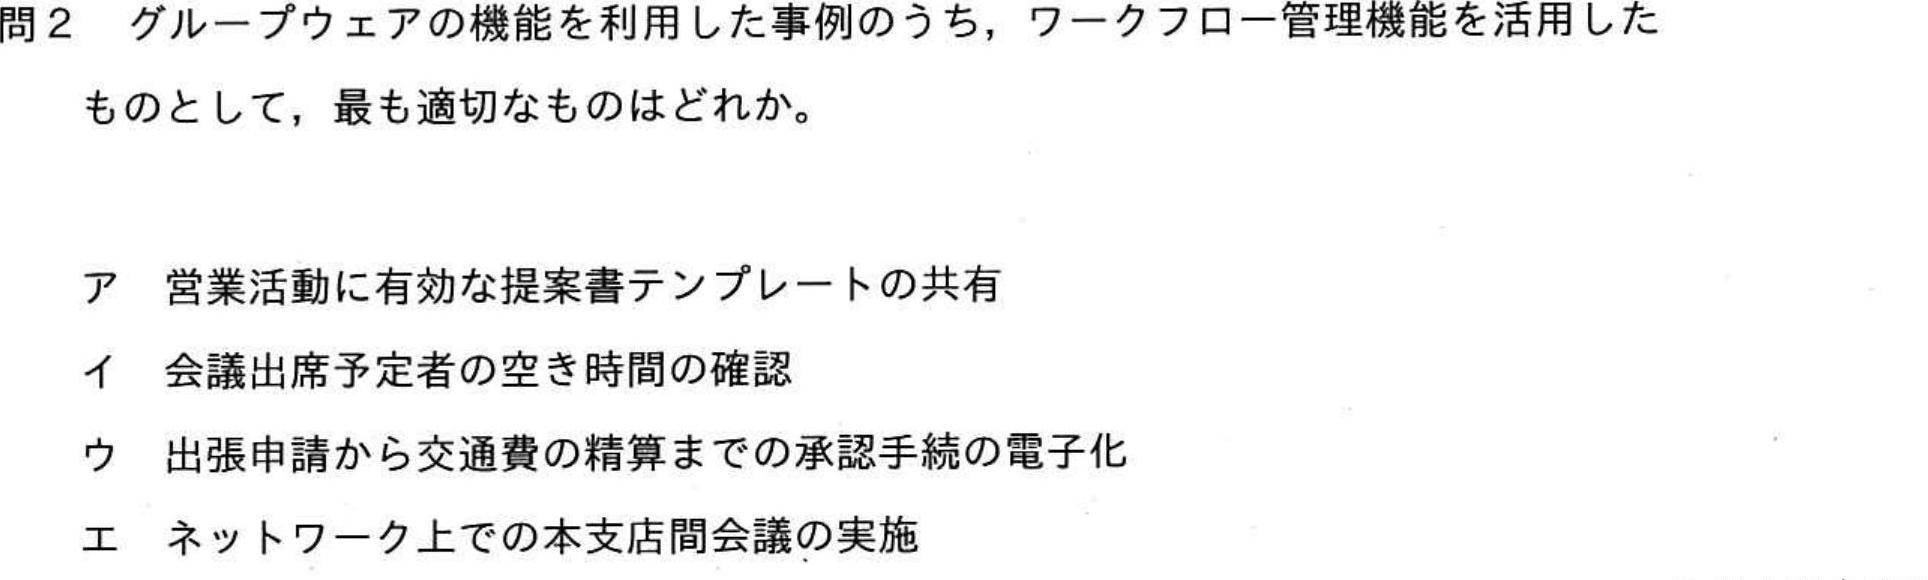 問２　グループウェアの機能を利用した事例のうち，ワークフロー管理機能を活用した
ものとして，最も適切なものはどれか。
ア　営業活動に有効な提案書テンプレートの共有
イ　会議出席予定者の空き時間の確認
ウ　出張申請から交通費の精算までの承認手続の電子化
エ　ネットワーク上での本支店間会議の実施